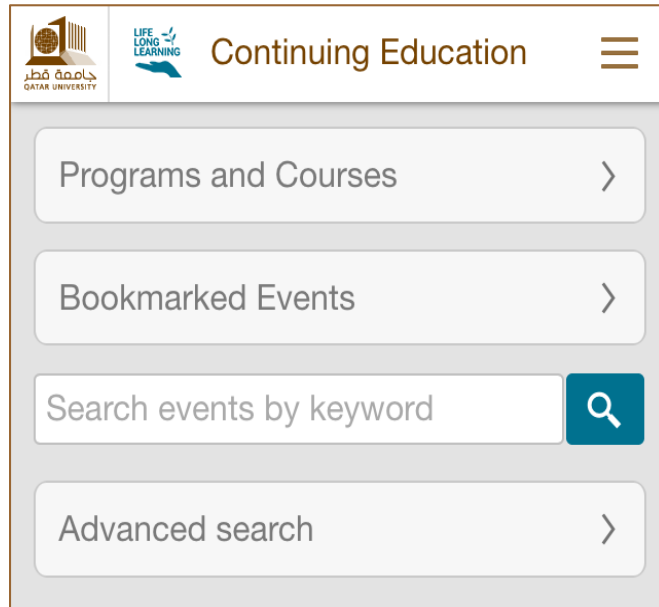 جامعة قطر
QATAR UNIVERSITY
LIFE
LONG
LEARNING
Continuing Education
Programs and Courses
Bookmarked Events
Search events by keyword
Advanced search